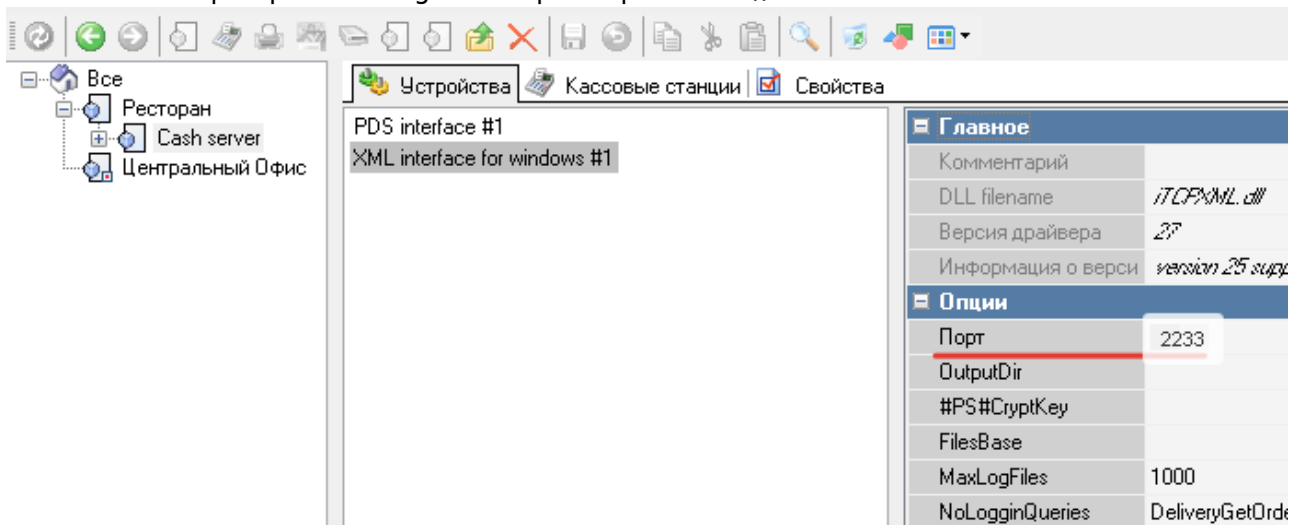 Все
Ресторан
Cash server
Центральный Офис
Устройства
Кассовые станции
Свойства
PDS interface #1
XML interface for windows #1
Главное
Комментарий
DLL filename iTCPXML.dll
Версия драйвера 27
Информация о верси version 25 supp
Опции
Порт 2233
OutputDir
#PS#CryptKey
FilesBase
MaxLogFiles 1000
NoLogginQueries DeliveryGetOrde